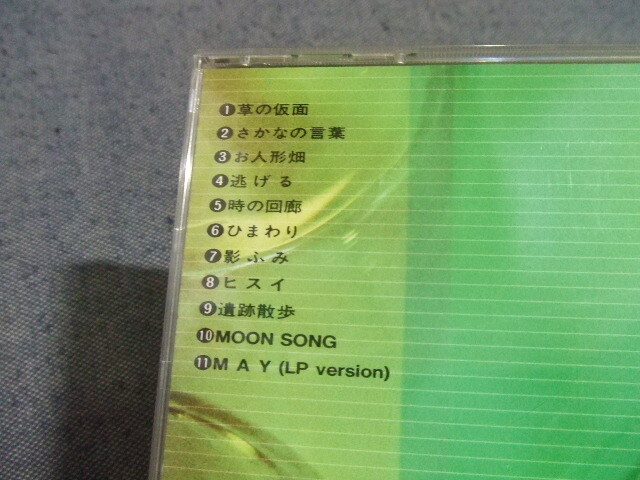 ❶草の仮面
❷さかなの言葉
❸お人形畑
❹逃げる
❺時の回廊
❻ひまわり
❼影ふみ
❽ヒスイ
❾遺跡散歩
❿MOON SONG
⓫M A Y (LP version)